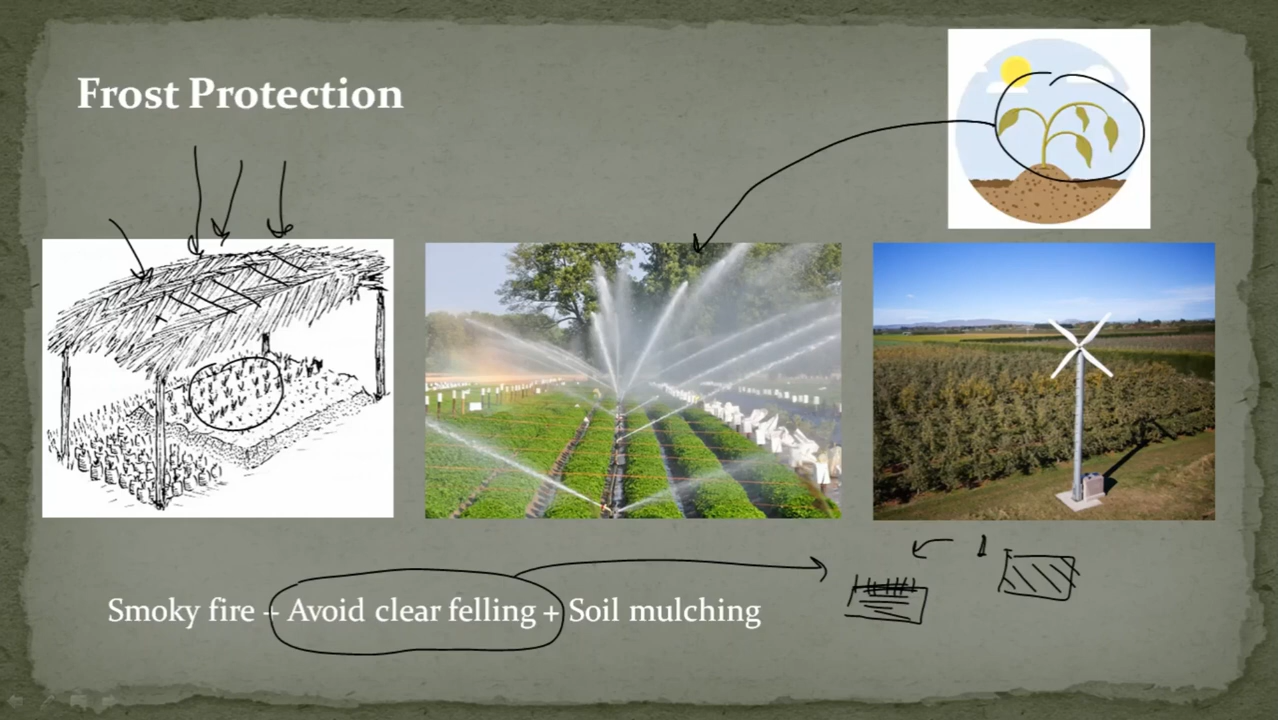 Frost Protection
Smoky fire + Avoid clear felling + Soil mulching